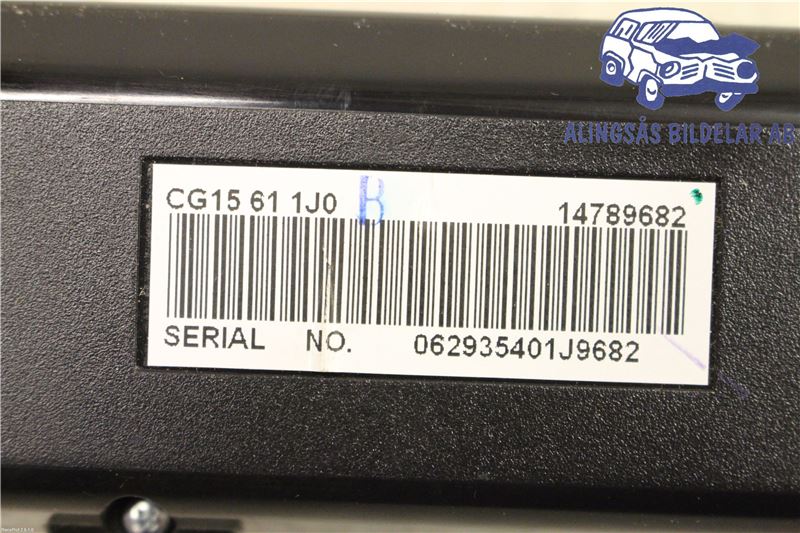 ALINGSÅS BILDELAR AB
CG15 61 1J0 B 14789682
SERIAL NO. 062935401J9682